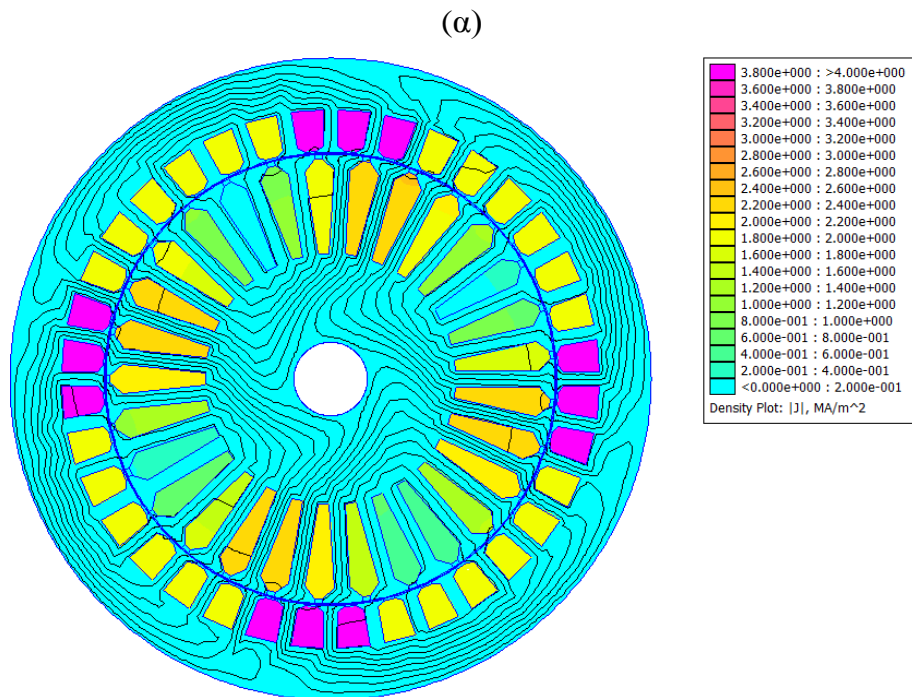 (α)
3.800e+000 : >4.000e+000
3.600e+000 : 3.800e+000
3.400e+000 : 3.600e+000
3.200e+000 : 3.400e+000
3.000e+000 : 3.200e+000
2.800e+000 : 3.000e+000
2.600e+000 : 2.800e+000
2.400e+000 : 2.600e+000
2.200e+000 : 2.400e+000
2.000e+000 : 2.200e+000
1.800e+000 : 2.000e+000
1.600e+000 : 1.800e+000
1.400e+000 : 1.600e+000
1.200e+000 : 1.400e+000
1.000e+000 : 1.200e+000
8.000e-001 : 1.000e+000
6.000e-001 : 8.000e-001
4.000e-001 : 6.000e-001
2.000e-001 : 4.000e-001
<0.000e+000 : 2.000e-001
Density Plot: |J|, MA/m^2